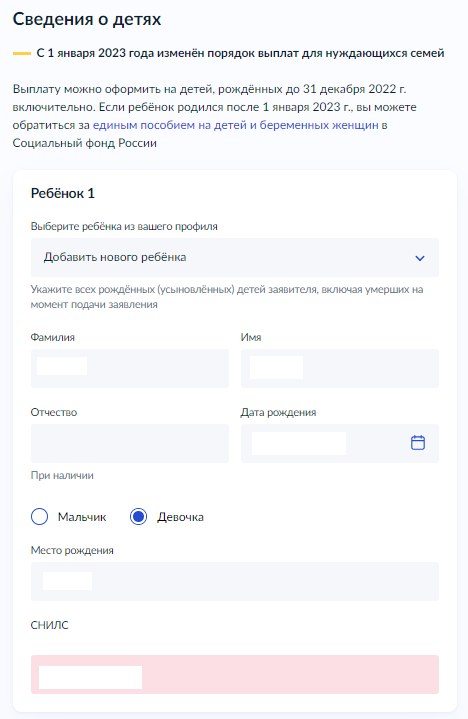 Сведения о детях
С 1 января 2023 года изменён порядок выплат для нуждающихся семей
Выплату можно оформить на детей, рождённых до 31 декабря 2022 г.
включительно. Если ребёнок родился после 1 января 2023 г., вы можете
обратиться за единым пособием на детей и беременных женщин в
Социальный фонд России
Ребёнок 1
Выберите ребёнка из вашего профиля
Добавить нового ребёнка
Укажите всех рождённых (усыновлённых) детей заявителя, включая умерших на
момент подачи заявления
Фамилия
Имя
Отчество
Дата рождения
При наличии
Мальчик
Девочка
Место рождения
СНИЛС